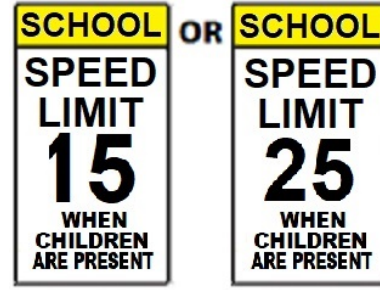 SCHOOL
SPEED
LIMIT
15
WHEN
CHILDREN
ARE PRESENT
OR
SCHOOL
SPEED
LIMIT
25
WHEN
CHILDREN
ARE PRESENT